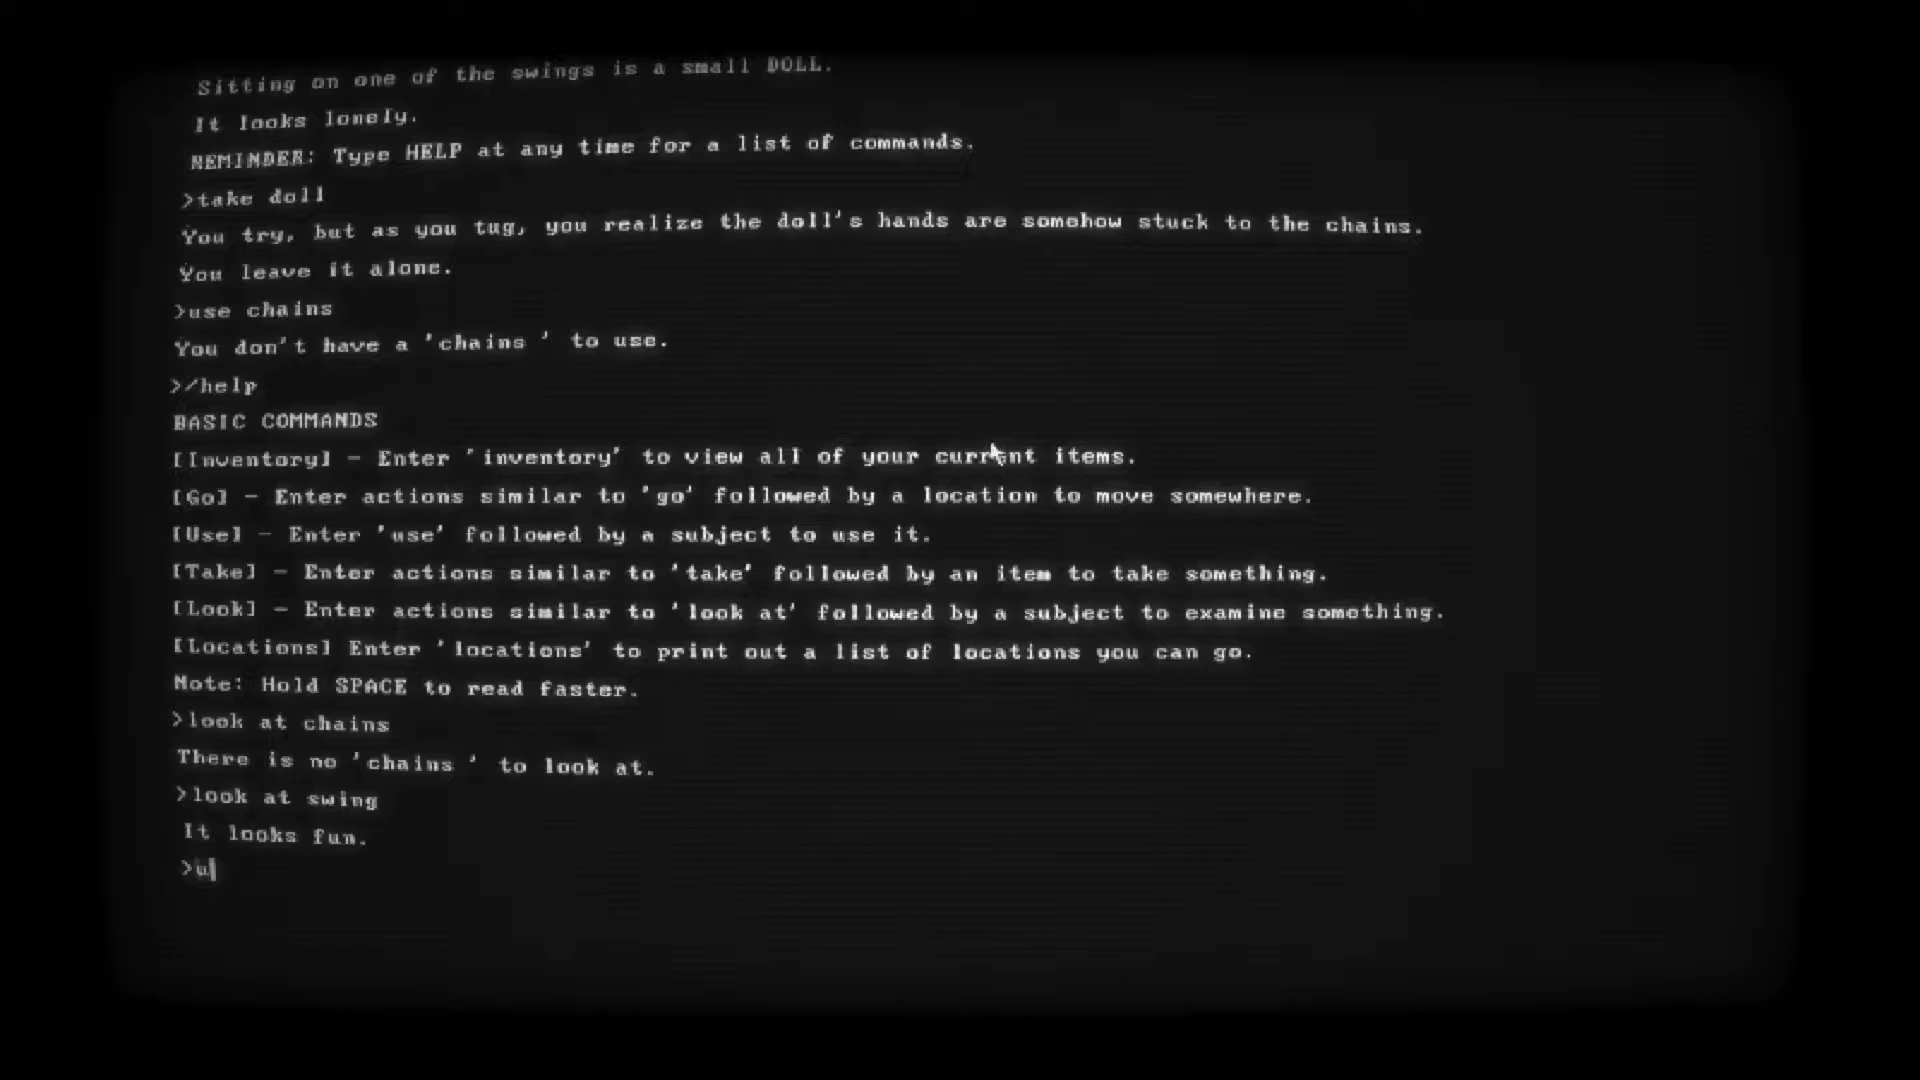 Sitting on one of the swings is a small DOLL.
It looks lonely.
REMINDER: Type HELP at any time for a list of commands.
>take doll
You try, but as you tug, you realize the doll's hands are somehow stuck to the chains.
You leave it alone.
>use chains
You don't have a 'chains ' to use.
>/help
BASIC COMMANDS
[Inventory] - Enter 'inventory' to view all of your current items.
[Go] - Enter actions similar to 'go' followed by a location to move somewhere.
[Use] - Enter 'use' followed by a subject to use it.
[Take] - Enter actions similar to 'take' followed by an item to take something.
[Look] - Enter actions similar to 'look at' followed by a subject to examine something.
[Locations] Enter 'locations' to print out a list of locations you can go.
Note: Hold SPACE to read faster.
>look at chains
There is no 'chains ' to look at.
>look at swing
It looks fun.
>u